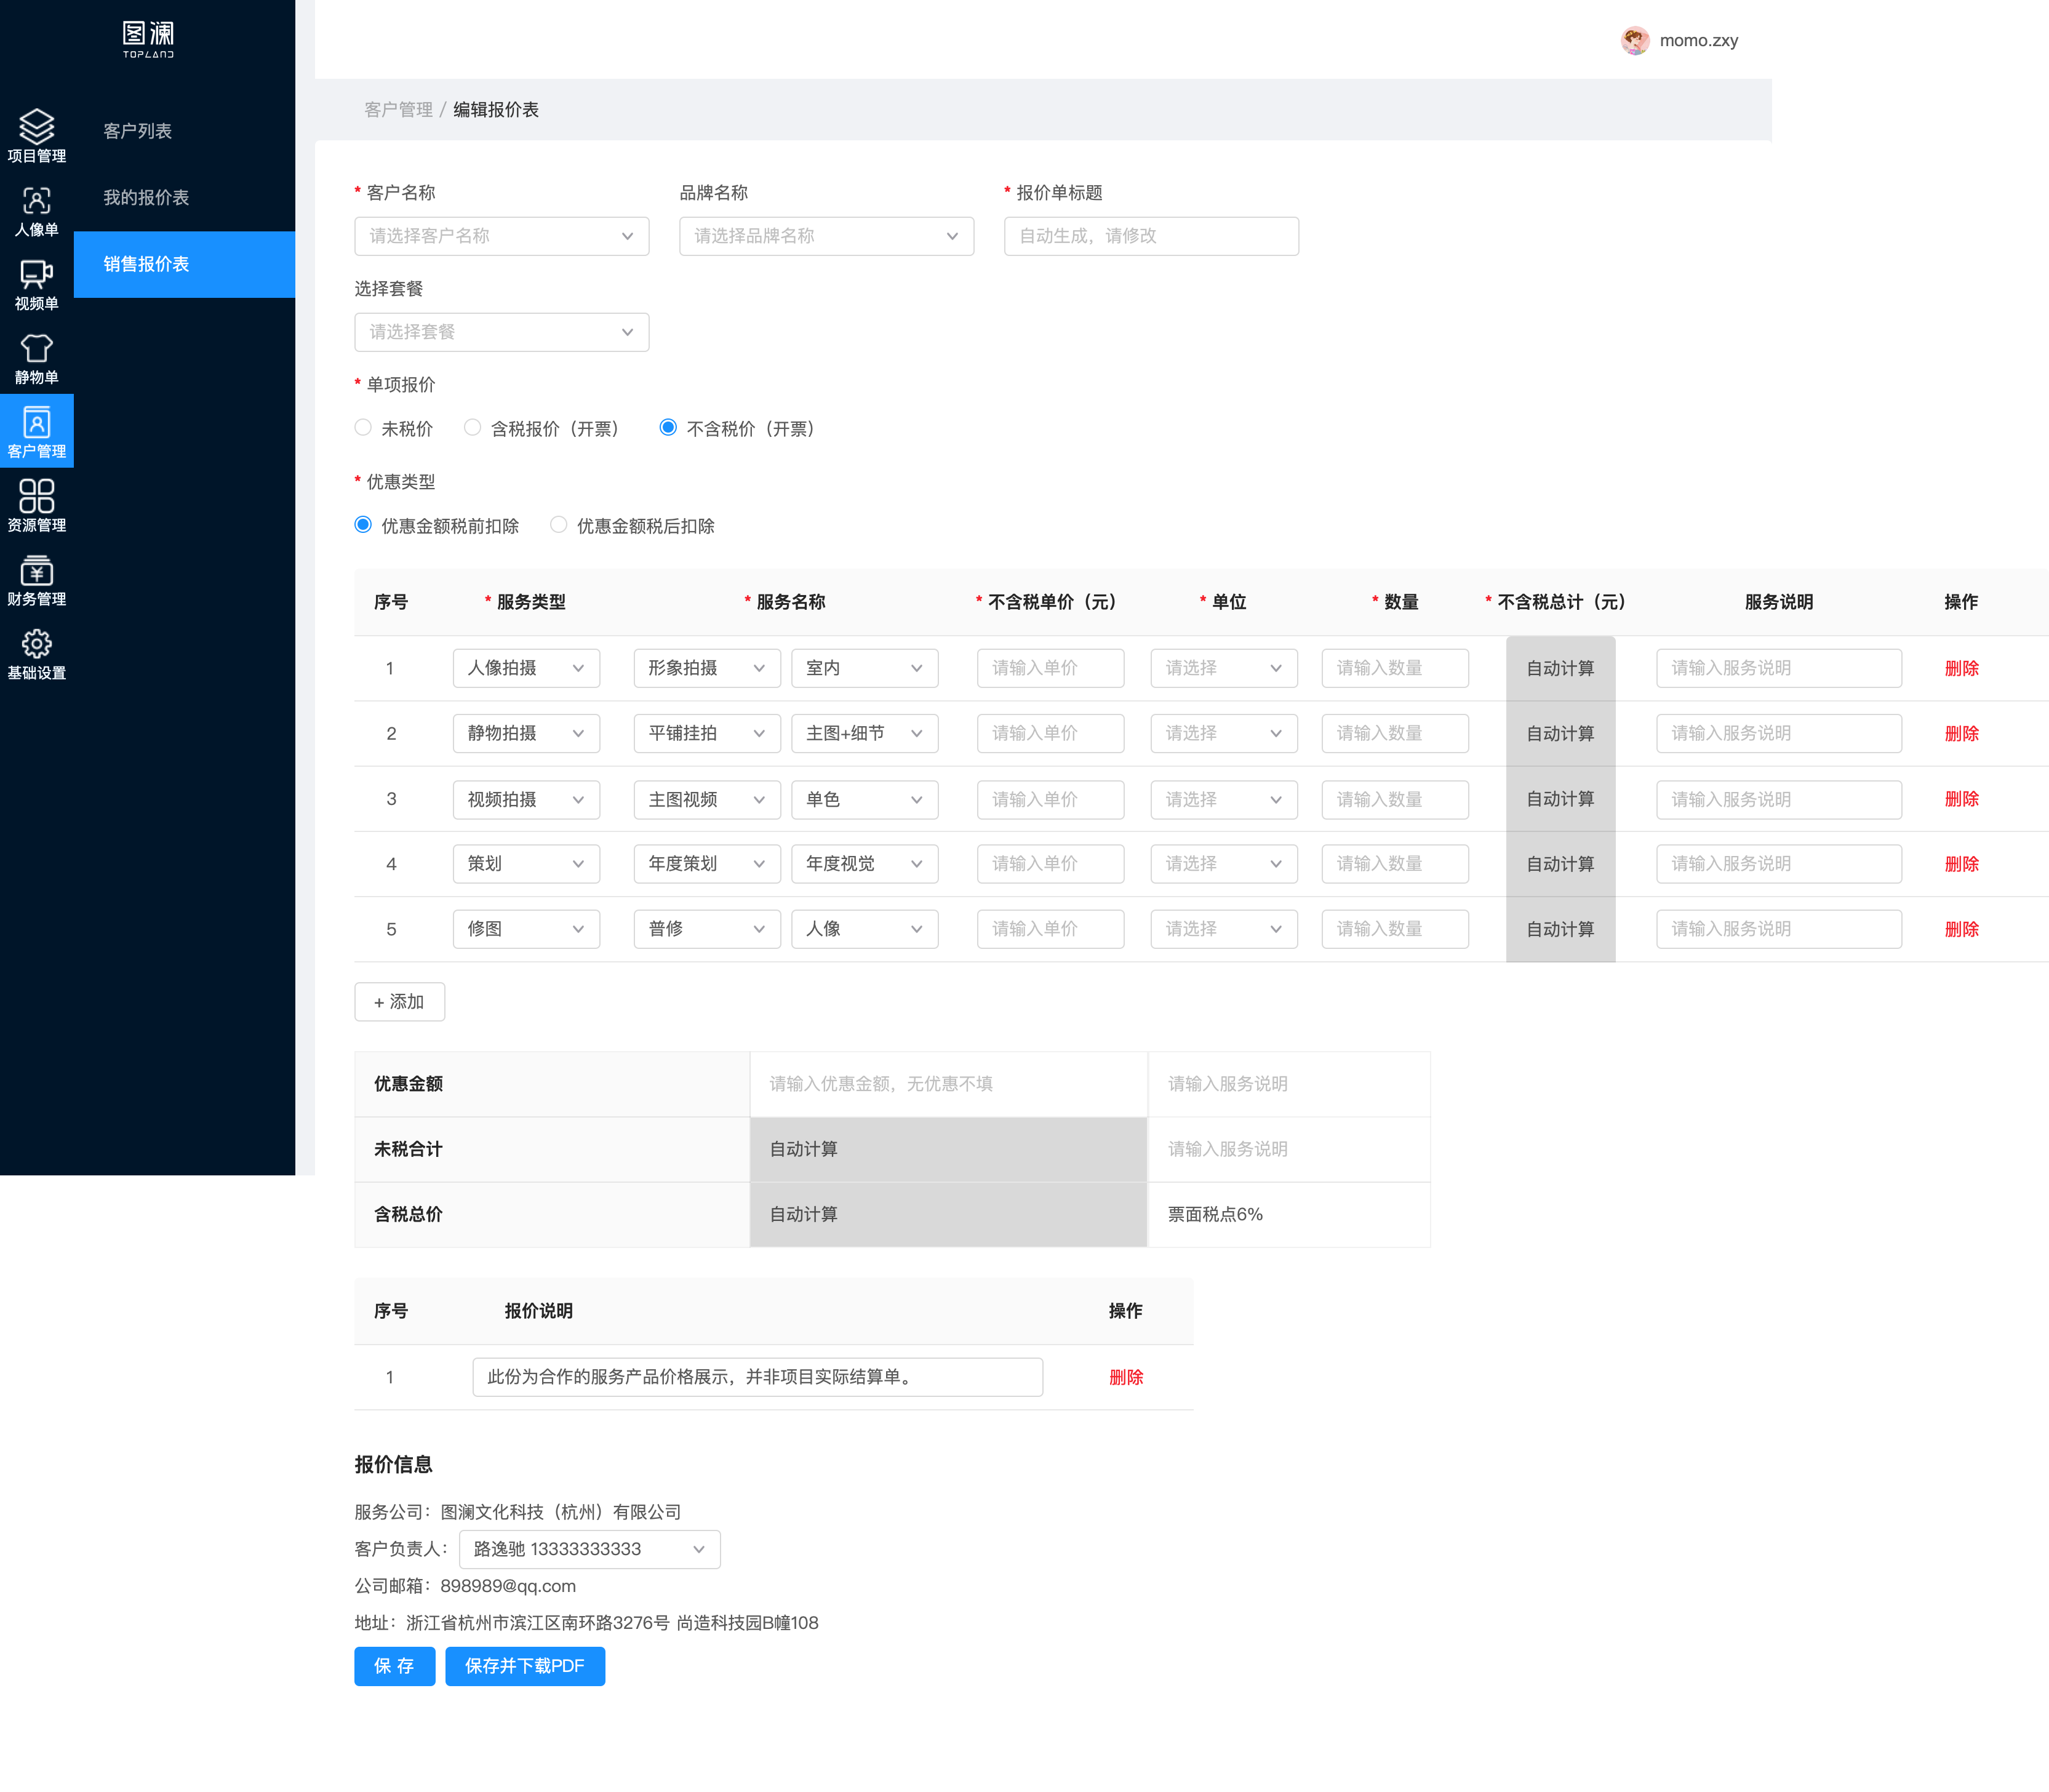 图澜
TOPLAND
momo.zxy
项目管理
人像单
视频单
静物单
客户管理
资源管理
财务管理
基础设置
客户列表
我的报价表
销售报价表
客户管理 / 编辑报价表
* 客户名称 品牌名称 * 报价单标题
请选择客户名称 请选择品牌名称 自动生成，请修改
选择套餐
请选择套餐
* 单项报价
未税价 含税报价（开票） 不含税价（开票）
* 优惠类型
优惠金额税前扣除 优惠金额税后扣除
序号 * 服务类型 * 服务名称 * 不含税单价（元） * 单位 * 数量 * 不含税总计（元） 服务说明 操作
1 人像拍摄 形象拍摄 室内 请输入单价 请选择 请输入数量 自动计算 请输入服务说明 删除
2 静物拍摄 平铺挂拍 主图+细节 请输入单价 请选择 请输入数量 自动计算 请输入服务说明 删除
3 视频拍摄 主图视频 单色 请输入单价 请选择 请输入数量 自动计算 请输入服务说明 删除
4 策划 年度策划 年度视觉 请输入单价 请选择 请输入数量 自动计算 请输入服务说明 删除
5 修图 普修 人像 请输入单价 请选择 请输入数量 自动计算 请输入服务说明 删除
+ 添加
优惠金额 请输入优惠金额，无优惠不填 请输入服务说明
未税合计 自动计算 请输入服务说明
含税总价 自动计算 票面税点6%
序号 报价说明 操作
1 此份为合作的服务产品价格展示，并非项目实际结算单。 删除
报价信息
服务公司：图澜文化科技（杭州）有限公司
客户负责人： 路逸驰 13333333333
公司邮箱：898989@qq.com
地址：浙江省杭州市滨江区南环路3276号 尚造科技园B幢108
保 存 保存并下载PDF